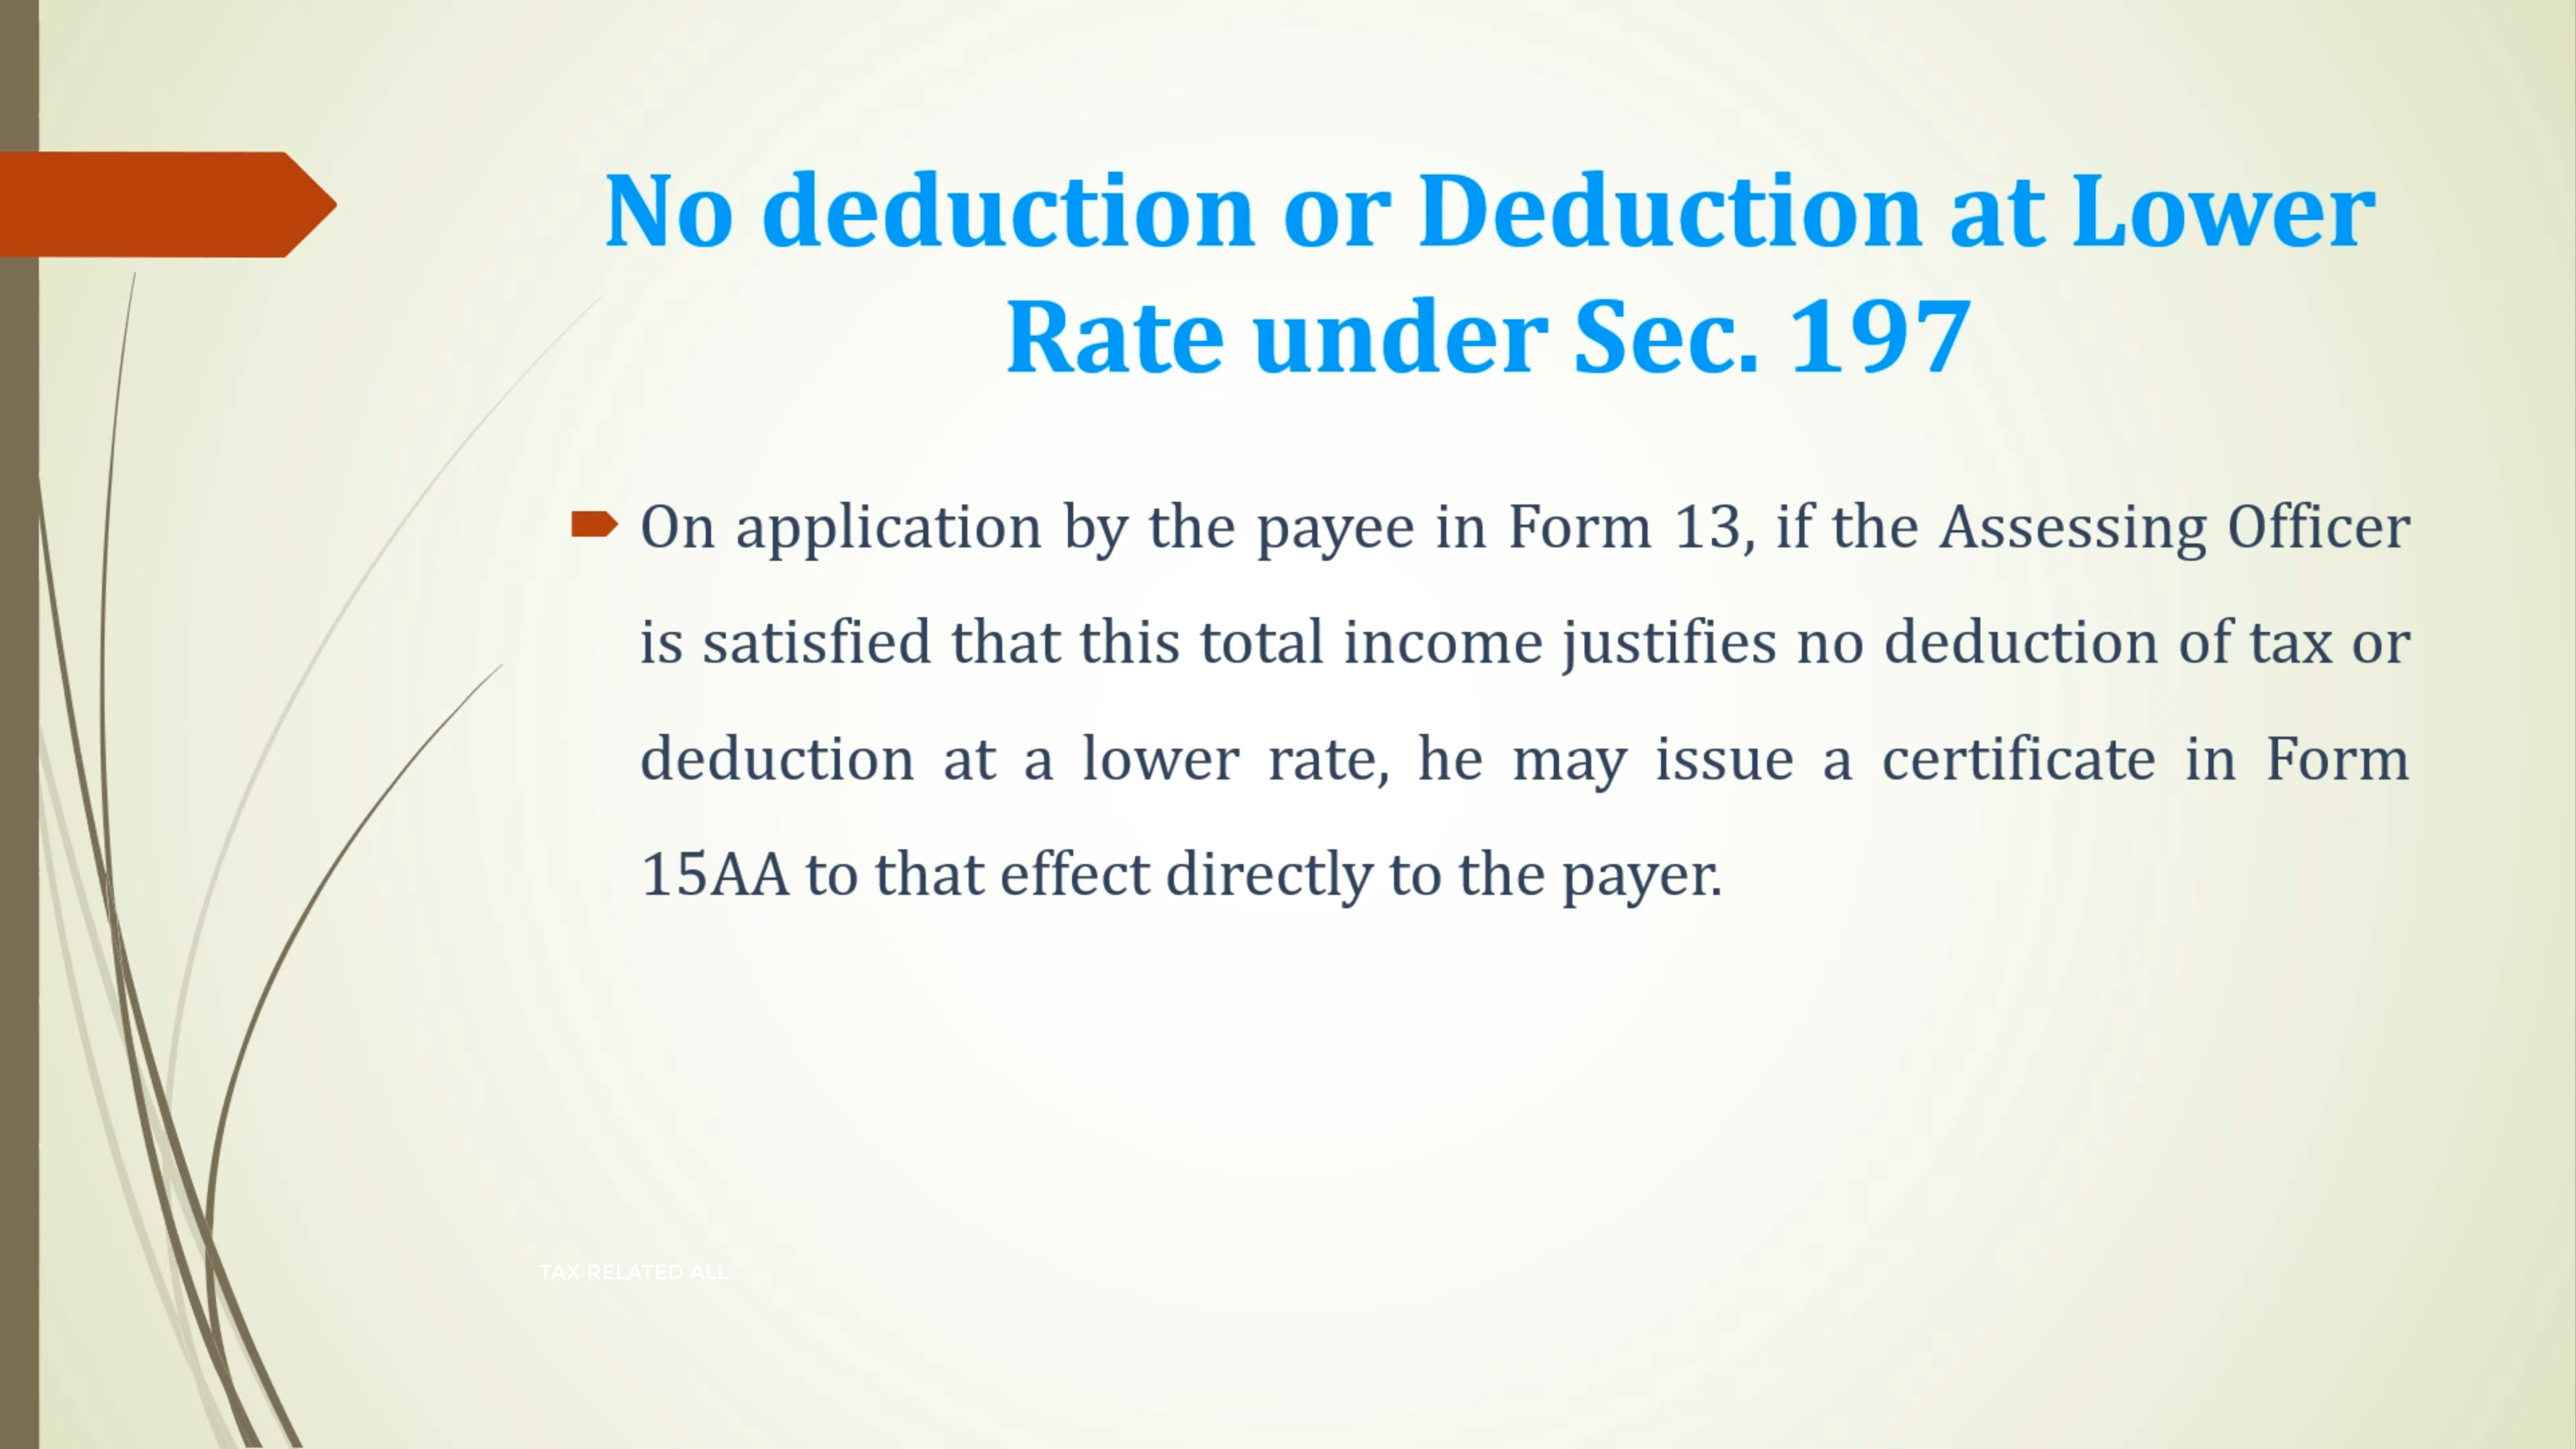 No deduction or Deduction at Lower
Rate under Sec. 197
On application by the payee in Form 13, if the Assessing Officer
is satisfied that this total income justifies no deduction of tax or
deduction at a lower rate, he may issue a certificate in Form
15AA to that effect directly to the payer.
TAX RELATED ALL